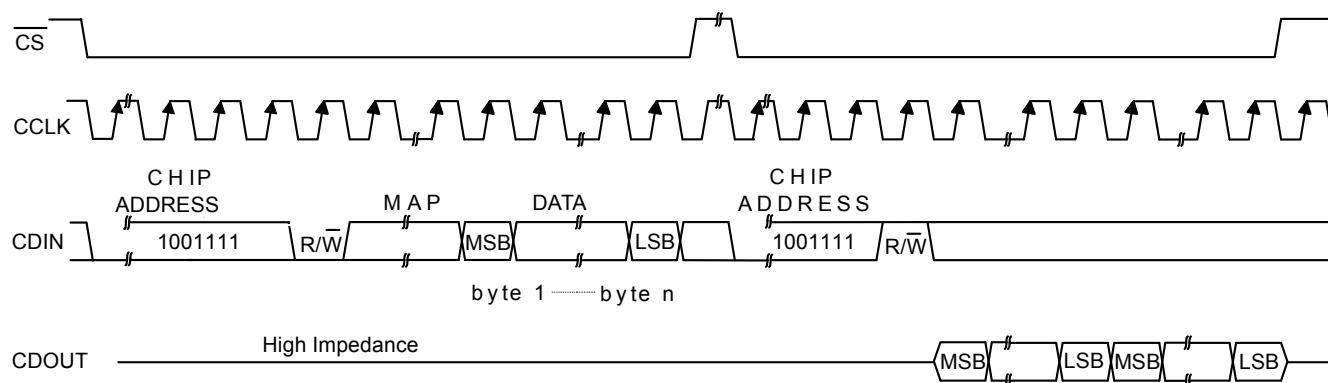 C̅S̅
CCLK
CHIP
ADDRESS
MAP
DATA
CHIP
ADDRESS
CDIN
1001111
R/W̅
MSB
LSB
1001111
R/W̅
byte 1 byte n
High Impedance
CDOUT
MSB
LSB
MSB
LSB